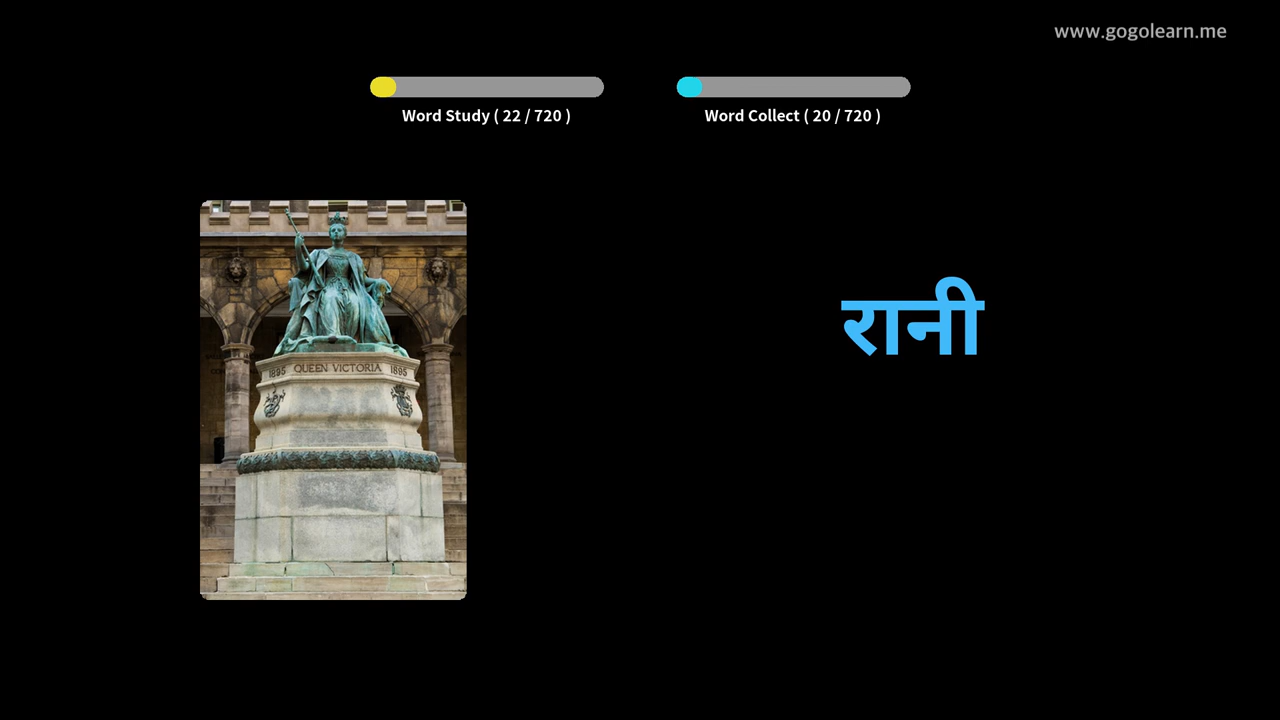 www.gogolearn.me
Word Study ( 22 / 720 )
Word Collect ( 20 / 720 )
रानी
1895 QUEEN VICTORIA 1895